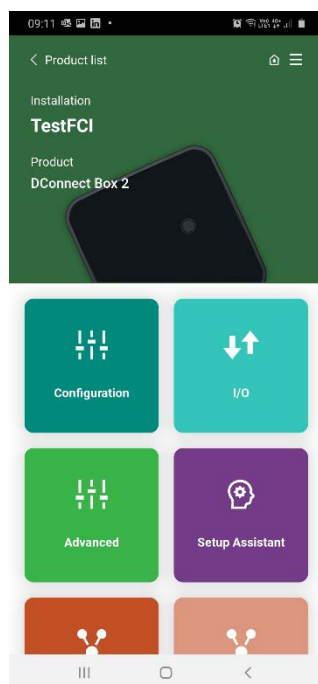 09:11
Product list
Installation
TestFCI
Product
DConnect Box 2
Configuration
I/O
Advanced
Setup Assistant